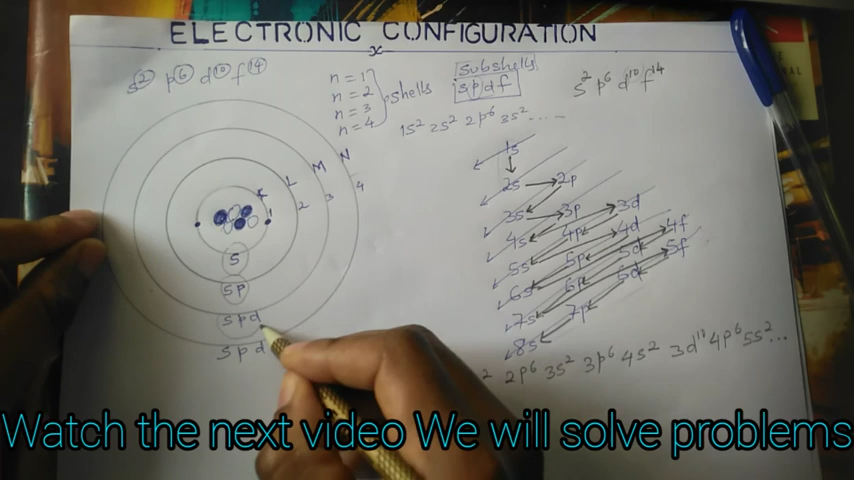 ELECTRONIC CONFIGURATION
x
s² p⁶ d¹⁰ f¹⁴
n = 1
n = 2
n = 3
n = 4
shells
Subshells
s p d f
s² p⁶ d¹⁰ f¹⁴
1s² 2s² 2p⁶ 3s² ....
K L M N
1 2 3 4
S
SP
S p d
S p d
1s
2s 2p
3s 3p 3d
4s 4p 4d 4f
5s 5p 5d 5f
6s 6p 6d
7s 7p
8s
² 2p⁶ 3s² 3p⁶ 4s² 3d¹⁰ 4p⁶ 5s² ...
Watch the next video We will solve problems